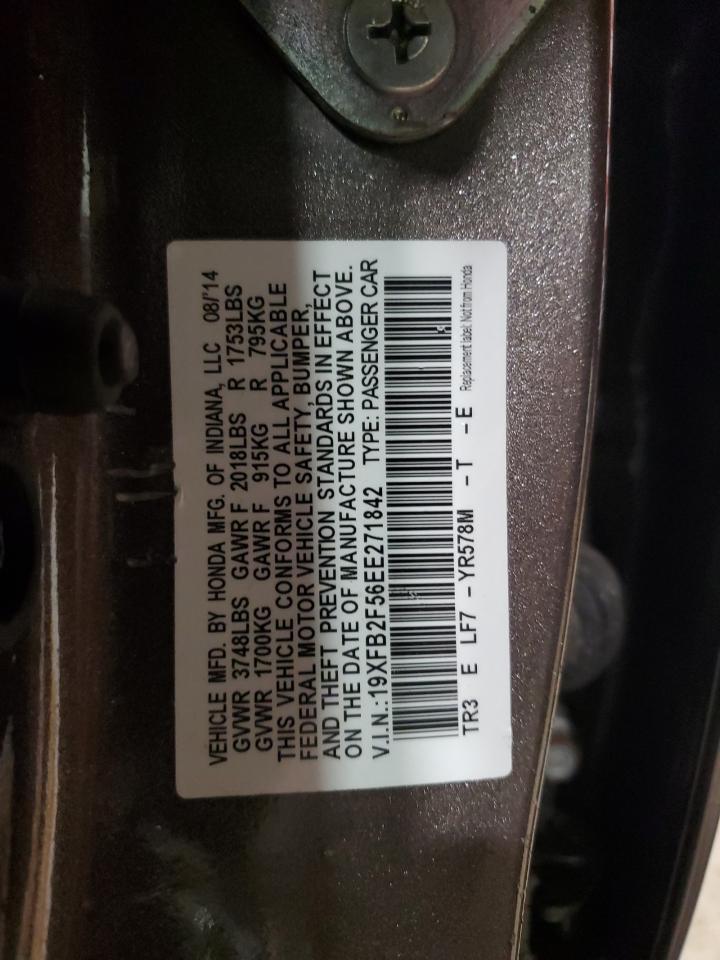 VEHICLE MFD. BY HONDA MFG. OF INDIANA, LLC 08/'14
GVWR 3748LBS GAWR F 2018LBS R 1753LBS
GVWR 1700KG GAWR F 915KG R 795KG
THIS VEHICLE CONFORMS TO ALL APPLICABLE
FEDERAL MOTOR VEHICLE SAFETY, BUMPER,
AND THEFT PREVENTION STANDARDS IN EFFECT
ON THE DATE OF MANUFACTURE SHOWN ABOVE.
V.I.N.:19XFB2F56EE271842 TYPE: PASSENGER CAR
TR3 E LF7 -YR578M -T -E Replacement label: Not from Honda